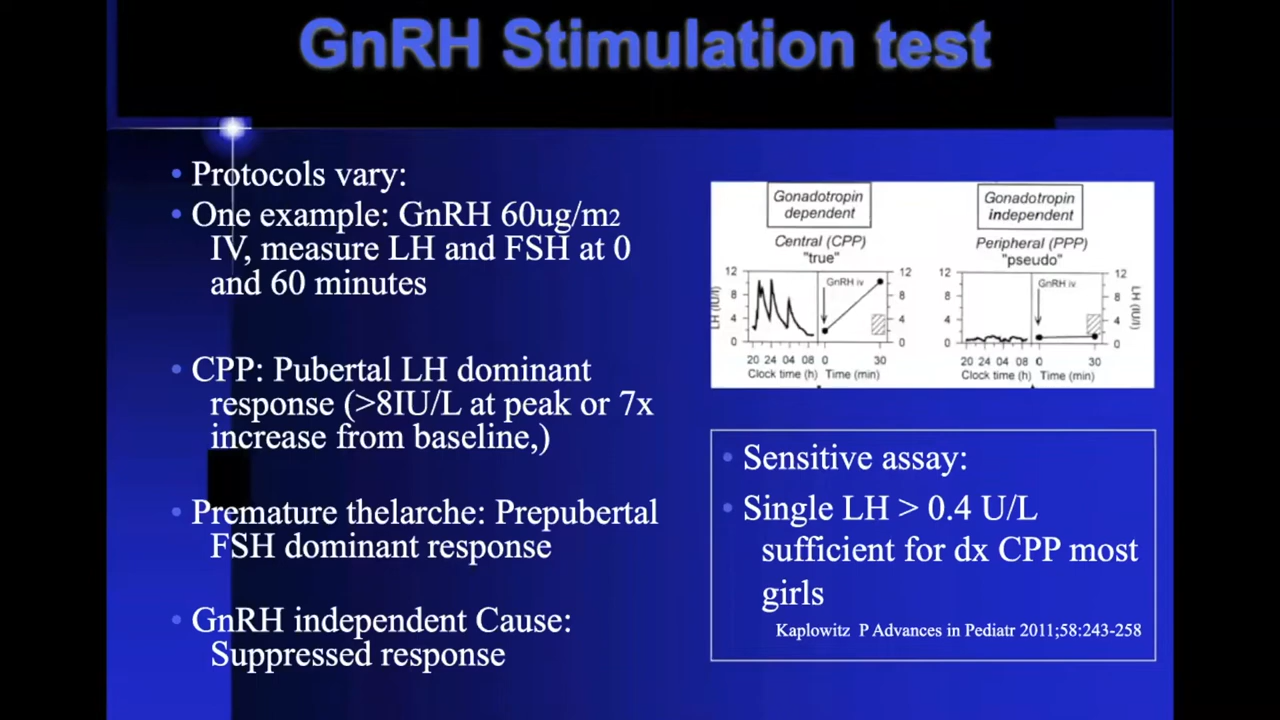 GnRH Stimulation test
• Protocols vary:
• One example: GnRH 60ug/m2
IV, measure LH and FSH at 0
and 60 minutes
• CPP: Pubertal LH dominant
response (>8IU/L at peak or 7x
increase from baseline,)
• Premature thelarche: Prepubertal
FSH dominant response
• GnRH independent Cause:
Suppressed response
Gonadotropin
dependent
Central (CPP)
"true"
12
8
4
0
LH (IU/l)
GnRH iv
12
8
4
0
20 24 04 08 0 30
Clock time (h) Time (min)
Gonadotropin
independent
Peripheral (PPP)
"pseudo"
12
8
4
0
GnRH iv
12
8
4
0
LH (IU/l)
20 24 04 08 0 30
Clock time (h) Time (min)
• Sensitive assay:
• Single LH > 0.4 U/L
sufficient for dx CPP most
girls
Kaplowitz P Advances in Pediatr 2011;58:243-258